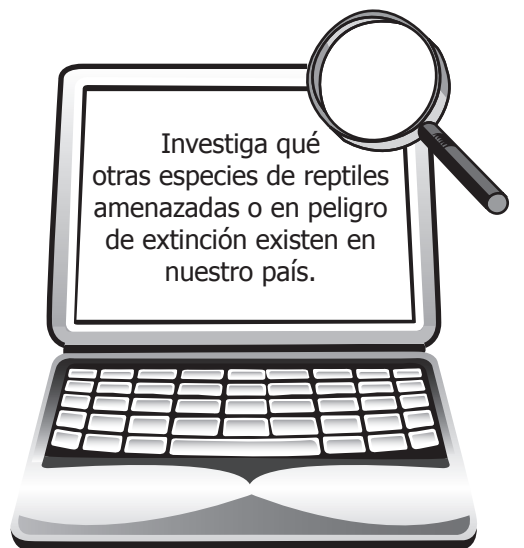 Investiga qué
otras especies de reptiles
amenazadas o en peligro
de extinción existen en
nuestro país.